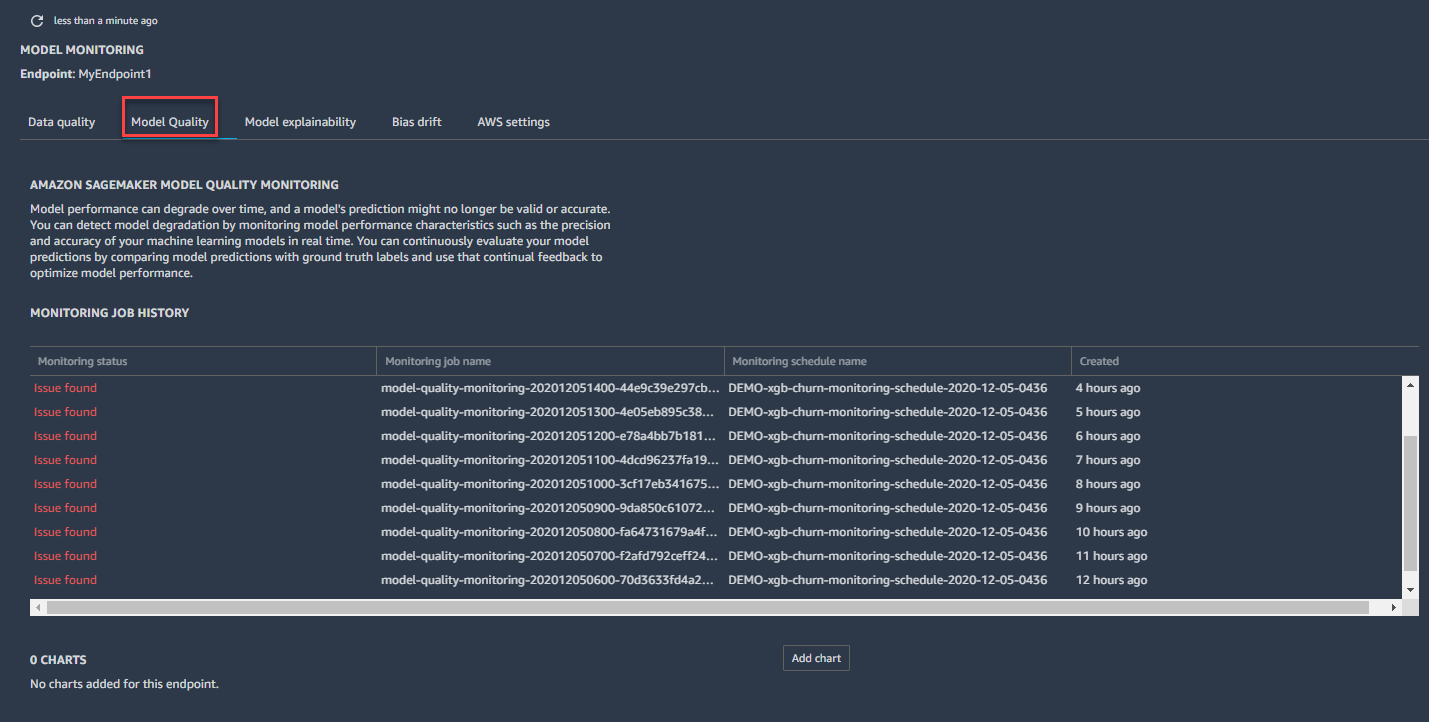 less than a minute ago
MODEL MONITORING
Endpoint: MyEndpoint1
Data quality Model Quality Model explainability Bias drift AWS settings
AMAZON SAGEMAKER MODEL QUALITY MONITORING
Model performance can degrade over time, and a model's prediction might no longer be valid or accurate.
You can detect model degradation by monitoring model performance characteristics such as the precision
and accuracy of your machine learning models in real time. You can continuously evaluate your model
predictions by comparing model predictions with ground truth labels and use that continual feedback to
optimize model performance.
MONITORING JOB HISTORY
Monitoring status Monitoring job name Monitoring schedule name Created
Issue found model-quality-monitoring-202012051400-44e9c39e297cb... DEMO-xgb-churn-monitoring-schedule-2020-12-05-0436 4 hours ago
Issue found model-quality-monitoring-202012051300-4e05eb895c38... DEMO-xgb-churn-monitoring-schedule-2020-12-05-0436 5 hours ago
Issue found model-quality-monitoring-202012051200-e78a4bb7b181... DEMO-xgb-churn-monitoring-schedule-2020-12-05-0436 6 hours ago
Issue found model-quality-monitoring-202012051100-4dcd96237fa19... DEMO-xgb-churn-monitoring-schedule-2020-12-05-0436 7 hours ago
Issue found model-quality-monitoring-202012051000-3cf17eb341675... DEMO-xgb-churn-monitoring-schedule-2020-12-05-0436 8 hours ago
Issue found model-quality-monitoring-202012050900-9da850c61072... DEMO-xgb-churn-monitoring-schedule-2020-12-05-0436 9 hours ago
Issue found model-quality-monitoring-202012050800-fa64731679a4f... DEMO-xgb-churn-monitoring-schedule-2020-12-05-0436 10 hours ago
Issue found model-quality-monitoring-202012050700-f2afd792ceff24... DEMO-xgb-churn-monitoring-schedule-2020-12-05-0436 11 hours ago
Issue found model-quality-monitoring-202012050600-70d3633fd4a2... DEMO-xgb-churn-monitoring-schedule-2020-12-05-0436 12 hours ago
0 CHARTS Add chart
No charts added for this endpoint.